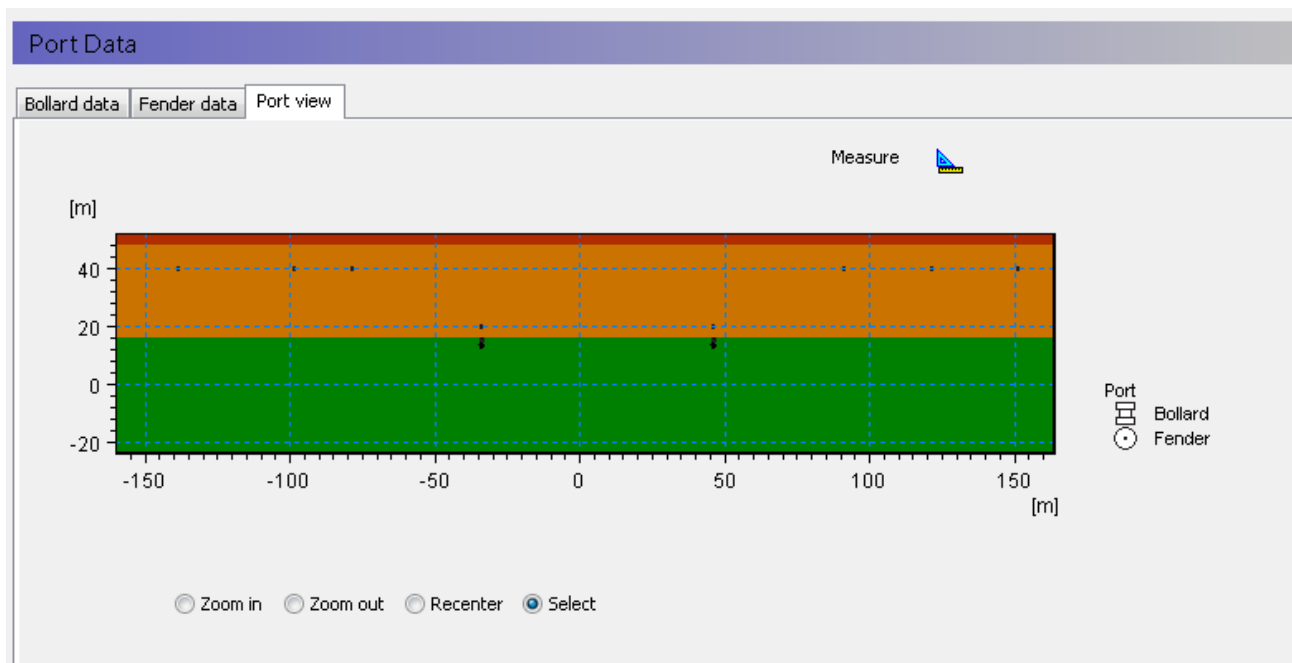 Port Data
Bollard data Fender data Port view
Measure
[m]
40
20
0
-20
-150 -100 -50 0 50 100 150
[m]
Port
Bollard
Fender
Zoom in Zoom out Recenter Select